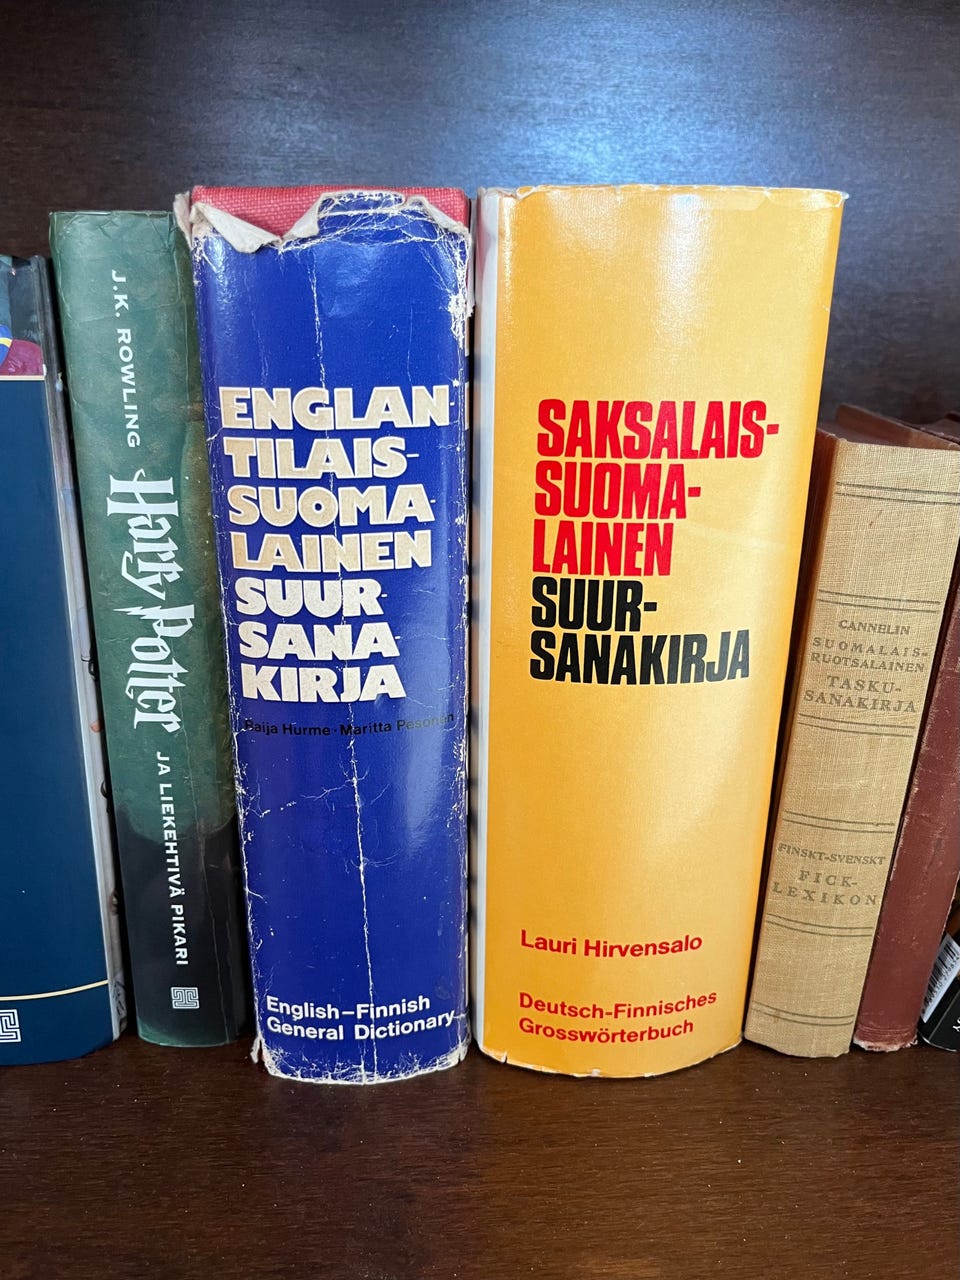 J.K. ROWLING
Harry Potter
JA LIEKEHTIVÄ PIKARI
ENGLAN-
TILAIS-
SUOMA-
LAINEN
SUUR-
SANA-
KIRJA
Raija Hurme · Maritta Pesonen
English–Finnish
General Dictionary
SAKSALAIS-
SUOMA-
LAINEN
SUUR-
SANAKIRJA
Lauri Hirvensalo
Deutsch-Finnisches
Grosswörterbuch
CANNELIN
SUOMALAIS-
RUOTSALAINEN
TASKU-
SANAKIRJA
FINSKT-SVENSKT
FICK-
LEXIKON